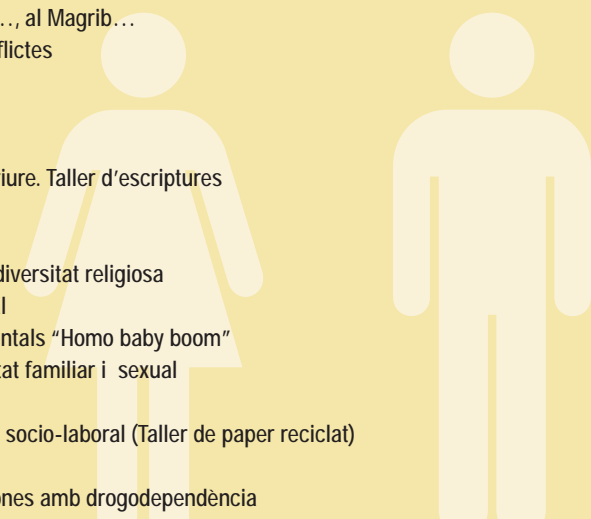 …, al Magrib…
flictes
iure. Taller d’escriptures
diversitat religiosa
l
ntals “Homo baby boom”
tat familiar i sexual
socio-laboral (Taller de paper reciclat)
ones amb drogodependència